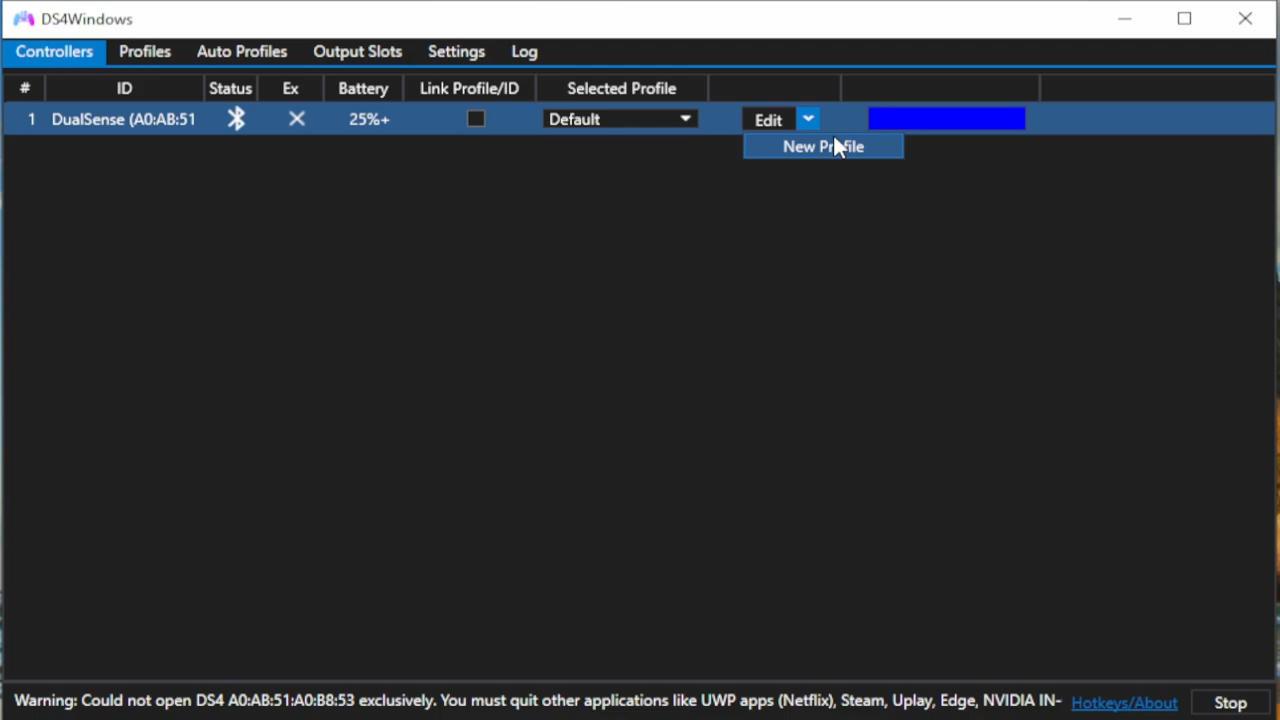 DS4Windows
Controllers Profiles Auto Profiles Output Slots Settings Log
# ID Status Ex Battery Link Profile/ID Selected Profile
1 DualSense (A0:AB:51 25%+ Default Edit
New Profile
Warning: Could not open DS4 A0:AB:51:A0:B8:53 exclusively. You must quit other applications like UWP apps (Netflix), Steam, Uplay, Edge, NVIDIA IN- Hotkeys/About Stop